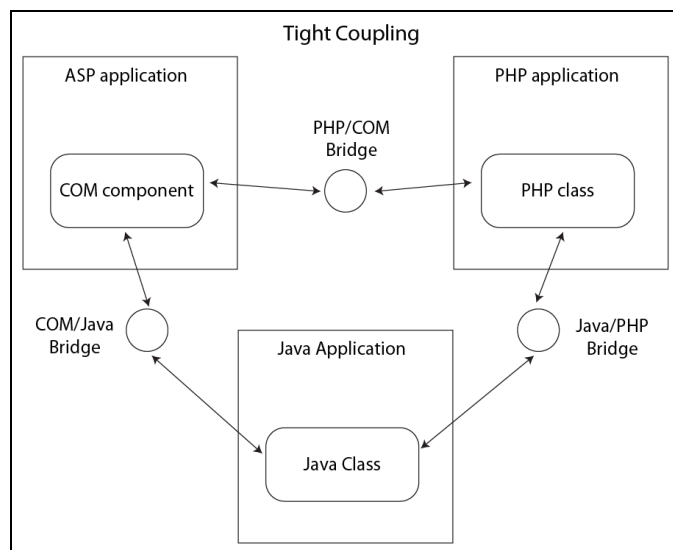 Tight Coupling
ASP application
PHP application
PHP/COM
Bridge
COM component
PHP class
COM/Java
Bridge
Java/PHP
Bridge
Java Application
Java Class